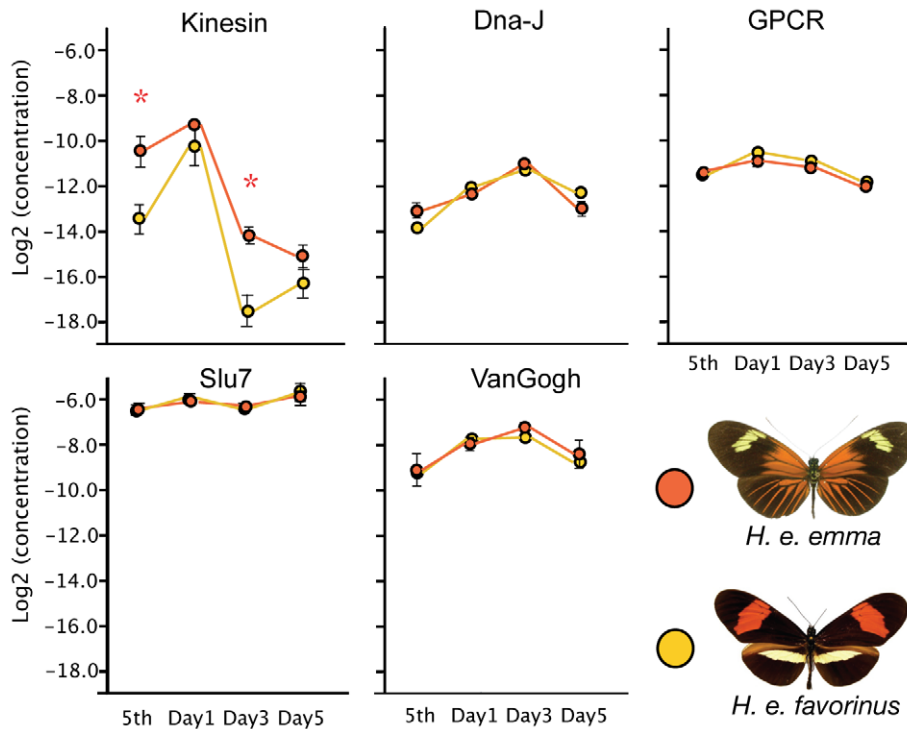 Kinesin
Dna-J
GPCR
Log2 (concentration)
-6.0
-8.0
-10.0
-12.0
-14.0
-16.0
-18.0
*
*
5th Day1 Day3 Day5
Slu7
VanGogh
Log2 (concentration)
-6.0
-8.0
-10.0
-12.0
-14.0
-16.0
-18.0
5th Day1 Day3 Day5
5th Day1 Day3 Day5
H. e. emma
H. e. favorinus